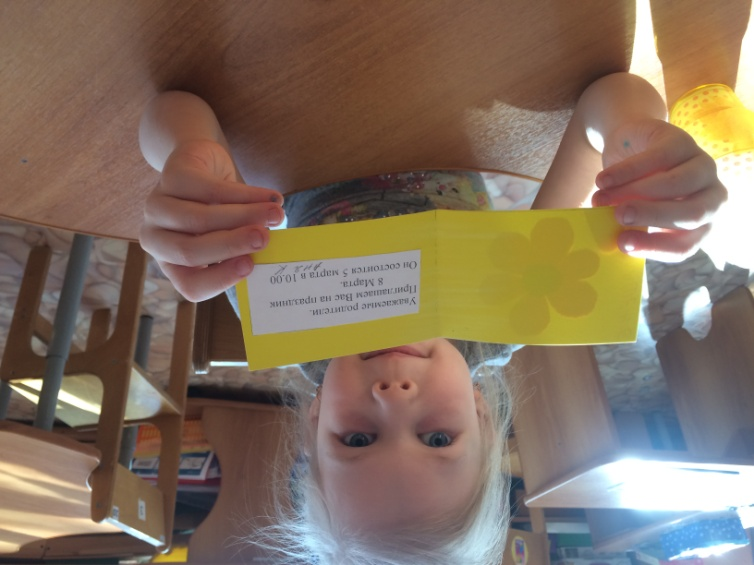 Уважаемые родители.
Приглашаем Вас на праздник
8 Марта.
Он состоится 5 марта в 10.00